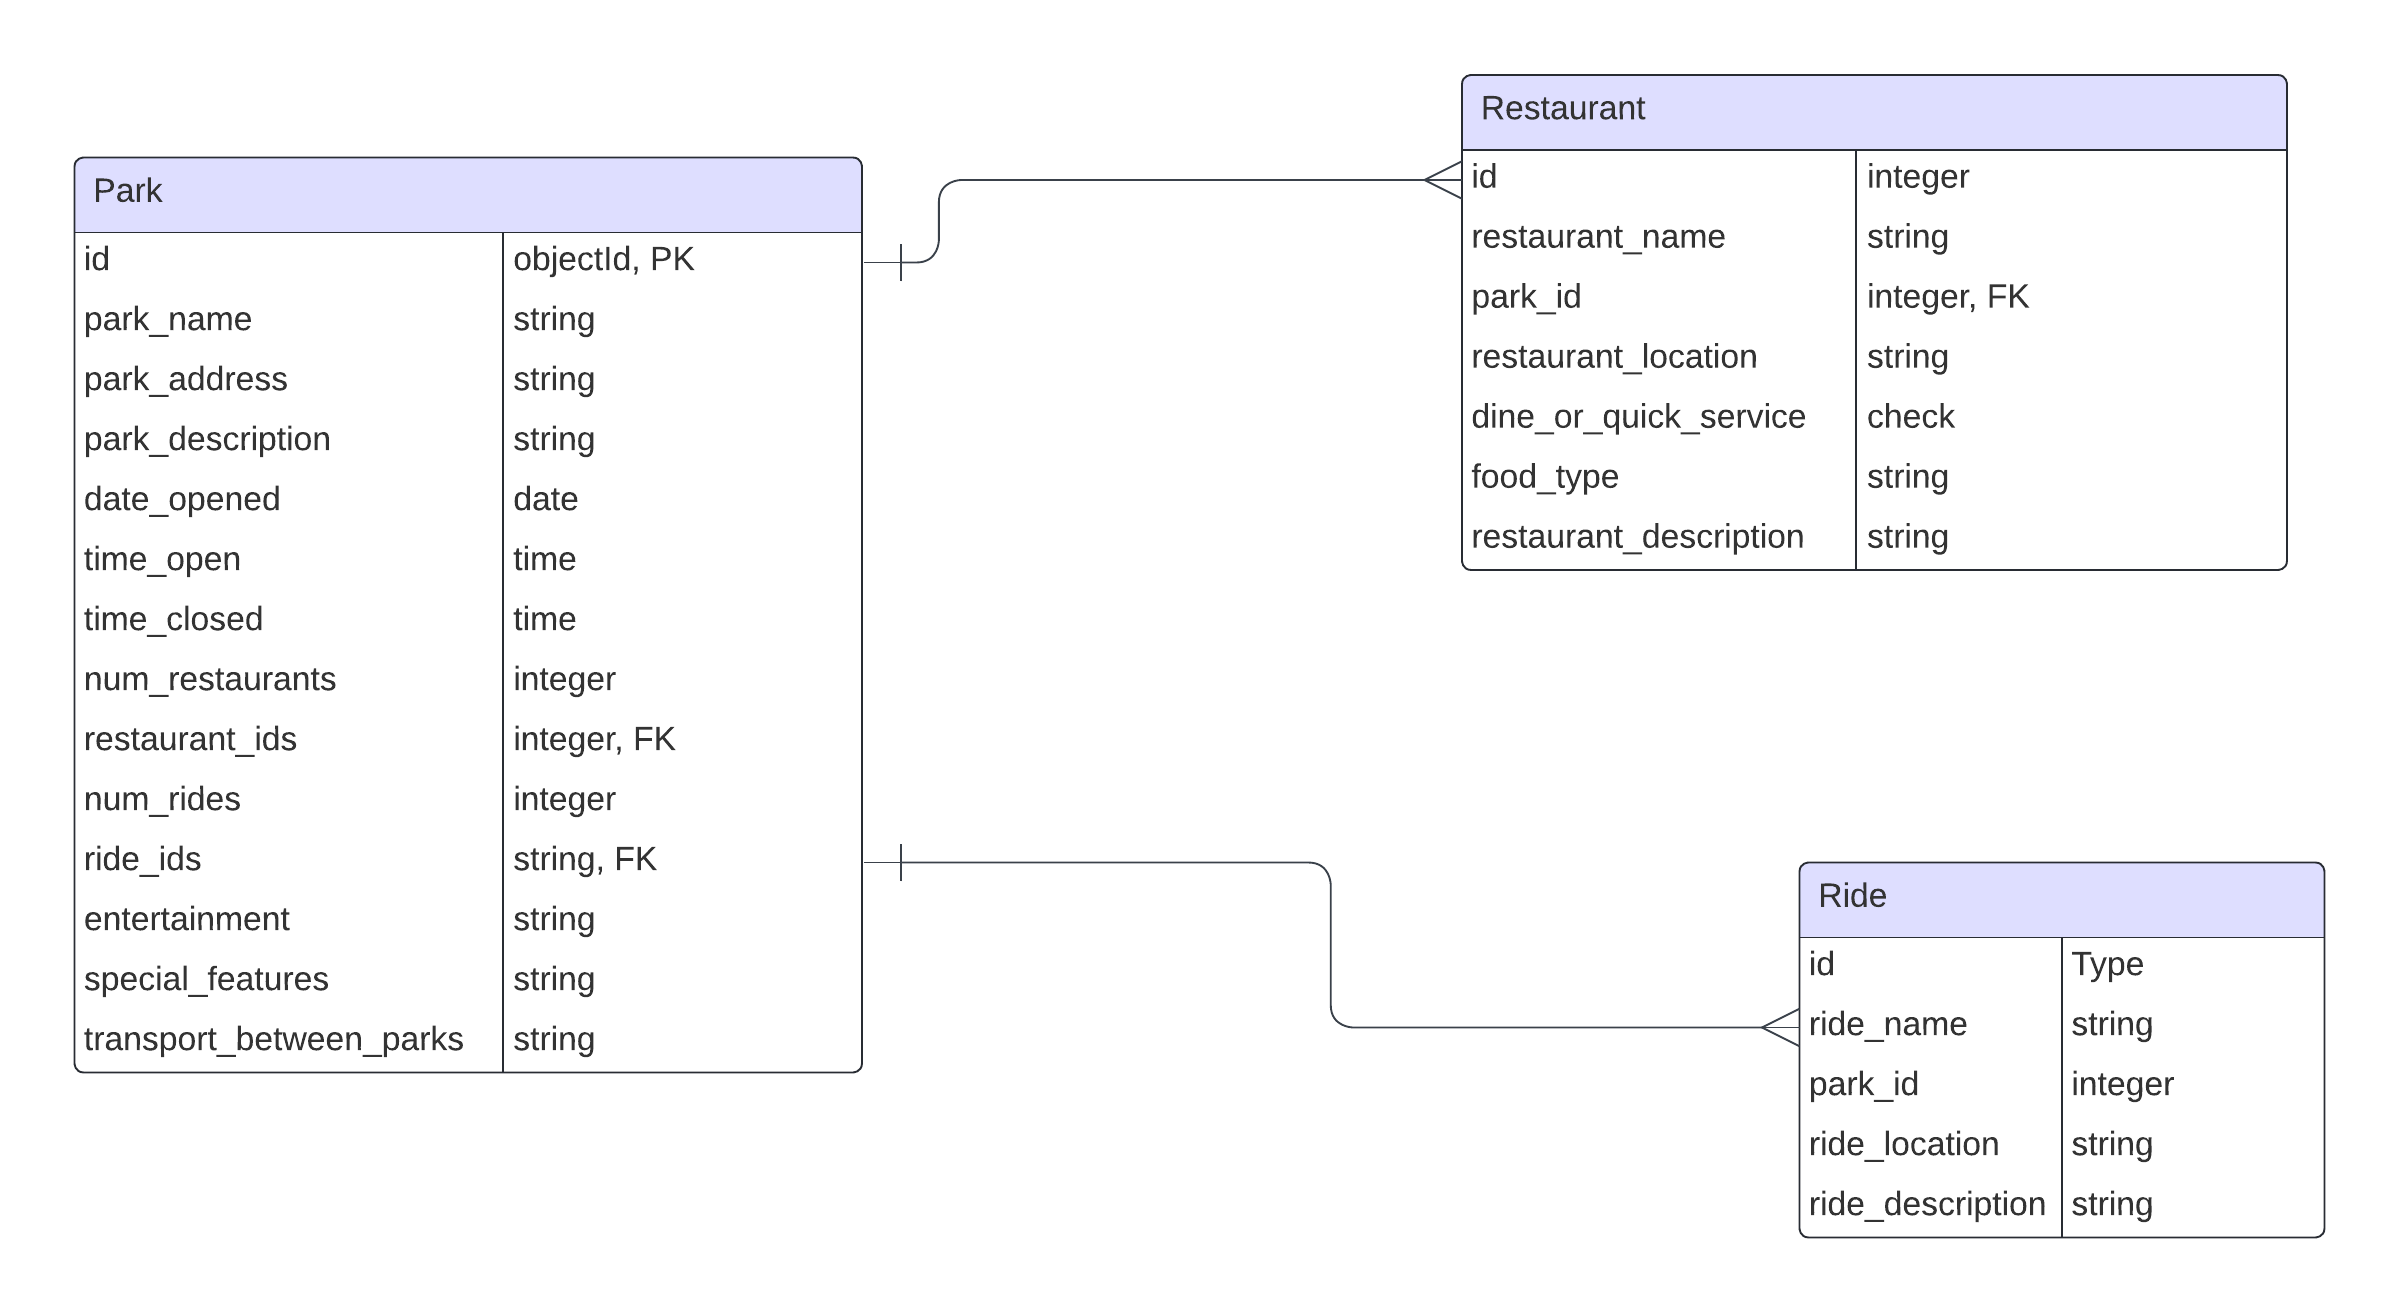 Park
id objectId, PK
park_name string
park_address string
park_description string
date_opened date
time_open time
time_closed time
num_restaurants integer
restaurant_ids integer, FK
num_rides integer
ride_ids string, FK
entertainment string
special_features string
transport_between_parks string
Restaurant
id integer
restaurant_name string
park_id integer, FK
restaurant_location string
dine_or_quick_service check
food_type string
restaurant_description string
Ride
id Type
ride_name string
park_id integer
ride_location string
ride_description string